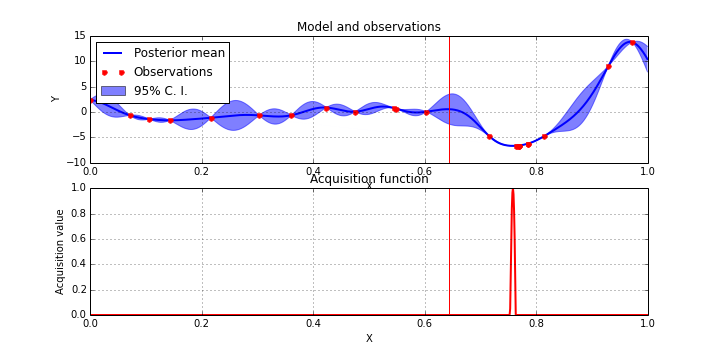 Model and observations
15
10
5
0
−5
−10
Y
Posterior mean
Observations
95% C. I.
0.0 0.2 0.4 0.6 0.8 1.0
X
Acquisition function
1.0
0.8
0.6
0.4
0.2
0.0
Acquisition value
0.0 0.2 0.4 0.6 0.8 1.0
X